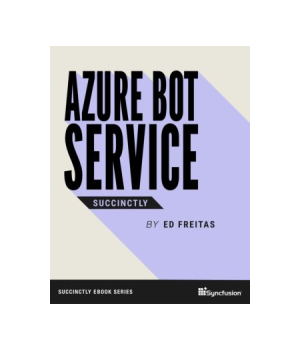 AZURE BOT
SERVICE
SUCCINCTLY
BY ED FREITAS
SUCCINCTLY EBOOK SERIES
Syncfusion